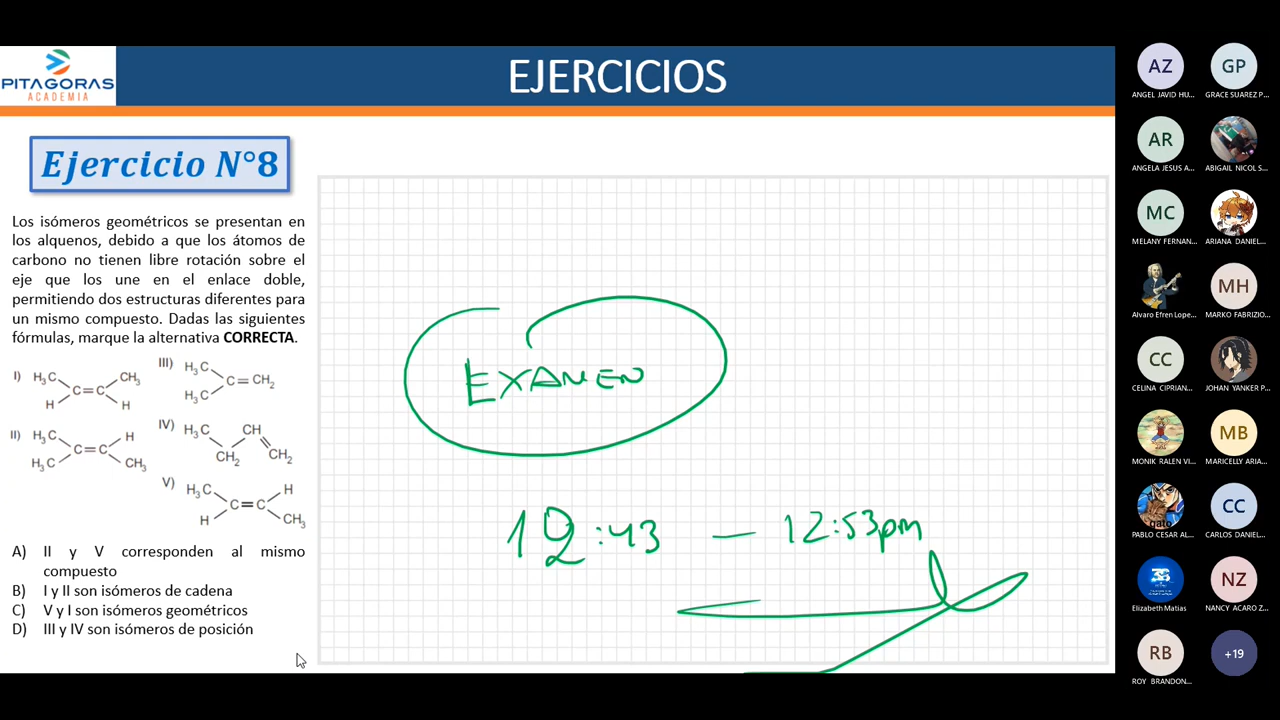 PITAGORAS
ACADEMIA
EJERCICIOS
Ejercicio N°8
Los isómeros geométricos se presentan en
los alquenos, debido a que los átomos de
carbono no tienen libre rotación sobre el
eje que los une en el enlace doble,
permitiendo dos estructuras diferentes para
un mismo compuesto. Dadas las siguientes
fórmulas, marque la alternativa CORRECTA.
I) H₃C CH₃
C=C
H H
II) H₃C H
C=C
H₃C CH₃
III) H₃C
C=CH₂
H₃C
IV) H₃C CH
CH₂ CH₂
V) H₃C H
C=C
H CH₃
A) II y V corresponden al mismo
compuesto
B) I y II son isómeros de cadena
C) V y I son isómeros geométricos
D) III y IV son isómeros de posición
EXAMEN
12:43 — 12:53pm
AZ
ANGEL JAVID HU...
GP
GRACE SUAREZ P...
AR
ANGELA JESUS A...
ABIGAIL NICOL S...
MC
MELANY FERNAN...
ARIANA DANIEL...
Alvaro Efren Lope...
MH
MARKO FABRIZIO...
CC
CELINA CIPRIAN...
JOHAN YANKER P...
MONIK RALEN VI...
MB
MARICELLY ARIA...
gato
PABLO CESAR AL...
CC
CARLOS DANIEL...
Elizabeth Matias
NZ
NANCY ACARO Z...
RB
ROY BRANDON...
+19